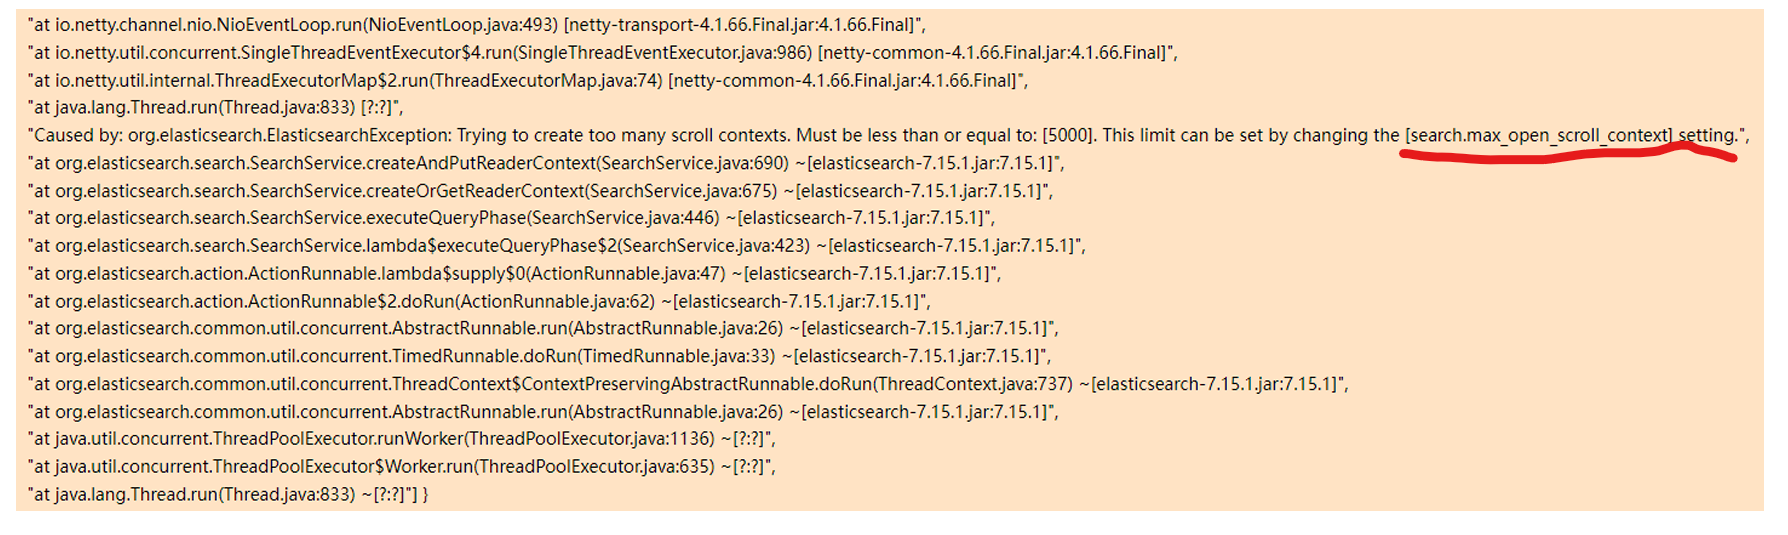 "at io.netty.channel.nio.NioEventLoop.run(NioEventLoop.java:493) [netty-transport-4.1.66.Final.jar:4.1.66.Final]",
"at io.netty.util.concurrent.SingleThreadEventExecutor$4.run(SingleThreadEventExecutor.java:986) [netty-common-4.1.66.Final.jar:4.1.66.Final]",
"at io.netty.util.internal.ThreadExecutorMap$2.run(ThreadExecutorMap.java:74) [netty-common-4.1.66.Final.jar:4.1.66.Final]",
"at java.lang.Thread.run(Thread.java:833) [?:?]",
"Caused by: org.elasticsearch.ElasticsearchException: Trying to create too many scroll contexts. Must be less than or equal to: [5000]. This limit can be set by changing the [search.max_open_scroll_context] setting.",
"at org.elasticsearch.search.SearchService.createAndPutReaderContext(SearchService.java:690) ~[elasticsearch-7.15.1.jar:7.15.1]",
"at org.elasticsearch.search.SearchService.createOrGetReaderContext(SearchService.java:675) ~[elasticsearch-7.15.1.jar:7.15.1]",
"at org.elasticsearch.search.SearchService.executeQueryPhase(SearchService.java:446) ~[elasticsearch-7.15.1.jar:7.15.1]",
"at org.elasticsearch.search.SearchService.lambda$executeQueryPhase$2(SearchService.java:423) ~[elasticsearch-7.15.1.jar:7.15.1]",
"at org.elasticsearch.action.ActionRunnable.lambda$supply$0(ActionRunnable.java:47) ~[elasticsearch-7.15.1.jar:7.15.1]",
"at org.elasticsearch.action.ActionRunnable$2.doRun(ActionRunnable.java:62) ~[elasticsearch-7.15.1.jar:7.15.1]",
"at org.elasticsearch.common.util.concurrent.AbstractRunnable.run(AbstractRunnable.java:26) ~[elasticsearch-7.15.1.jar:7.15.1]",
"at org.elasticsearch.common.util.concurrent.TimedRunnable.doRun(TimedRunnable.java:33) ~[elasticsearch-7.15.1.jar:7.15.1]",
"at org.elasticsearch.common.util.concurrent.ThreadContext$ContextPreservingAbstractRunnable.doRun(ThreadContext.java:737) ~[elasticsearch-7.15.1.jar:7.15.1]",
"at org.elasticsearch.common.util.concurrent.AbstractRunnable.run(AbstractRunnable.java:26) ~[elasticsearch-7.15.1.jar:7.15.1]",
"at java.util.concurrent.ThreadPoolExecutor.runWorker(ThreadPoolExecutor.java:1136) ~[?:?]",
"at java.util.concurrent.ThreadPoolExecutor$Worker.run(ThreadPoolExecutor.java:635) ~[?:?]",
"at java.lang.Thread.run(Thread.java:833) ~[?:?]"] }